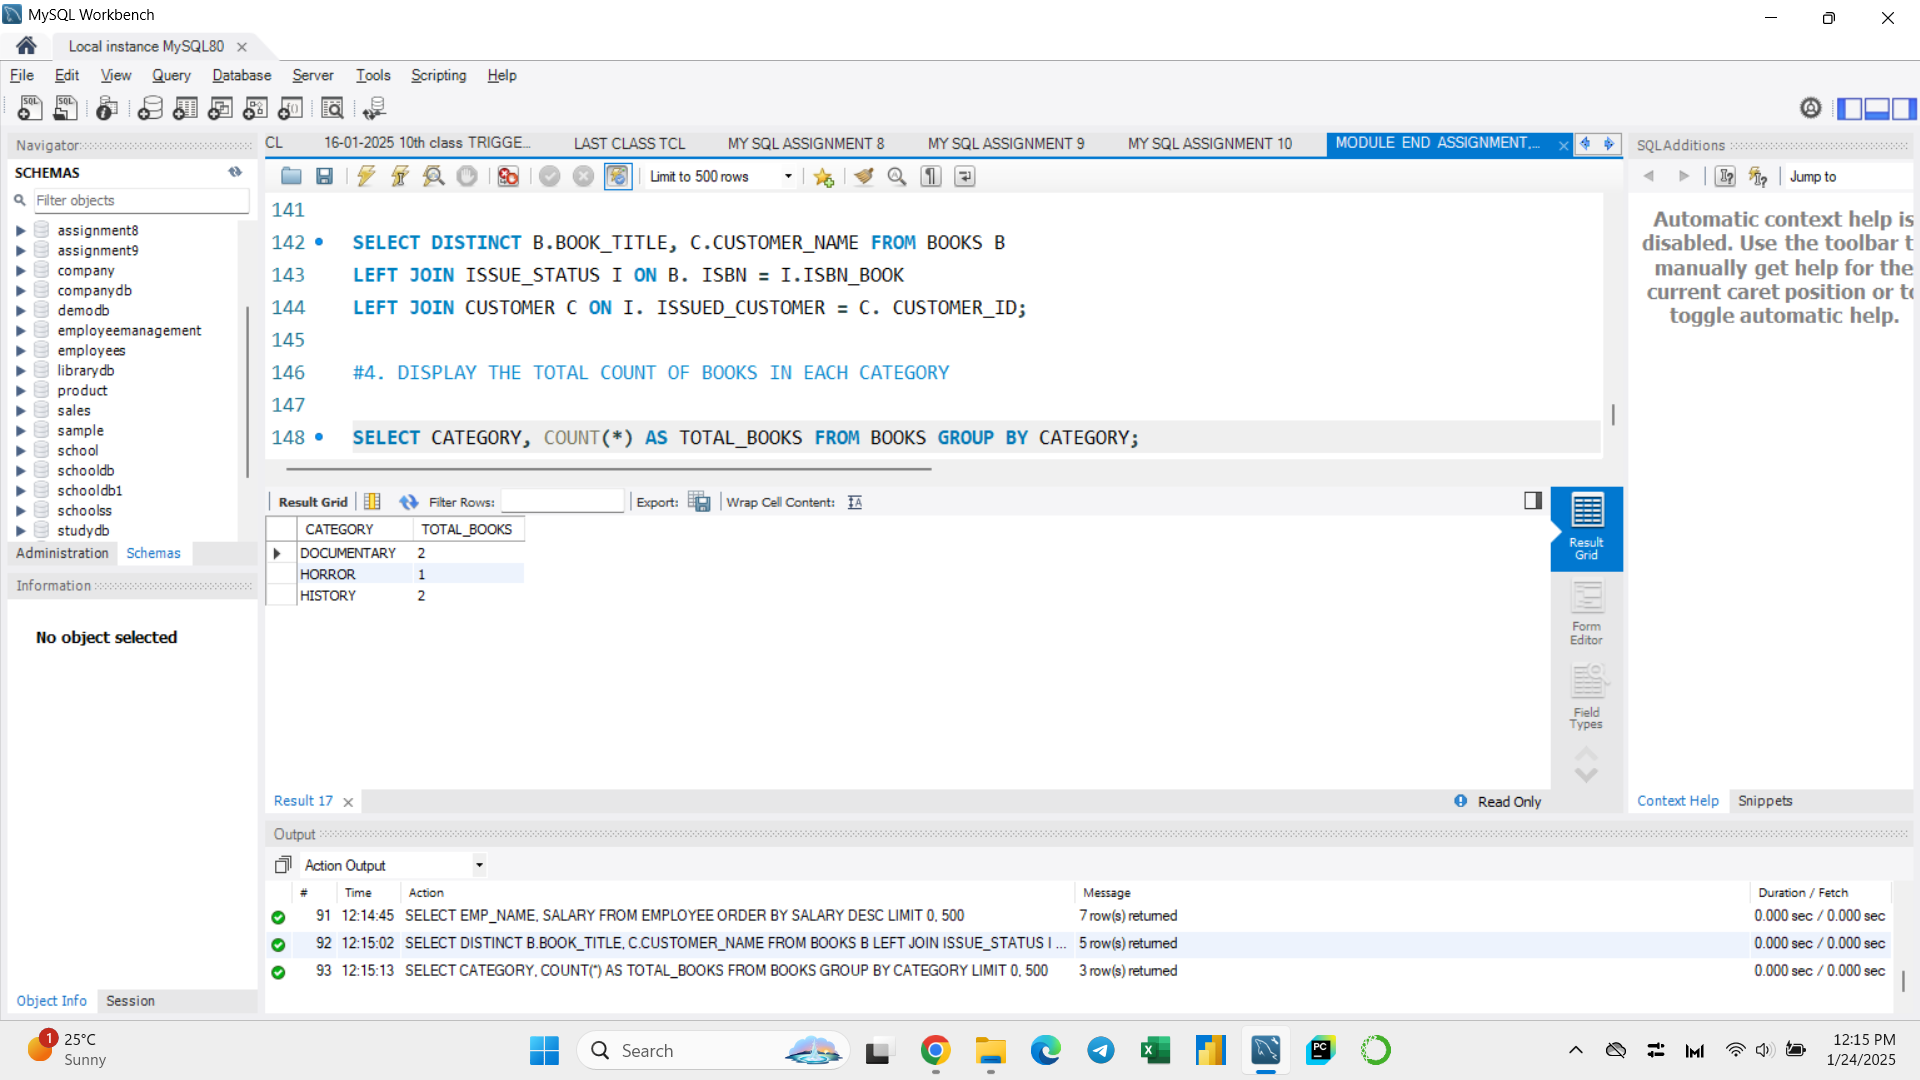 MySQL Workbench
Local instance MySQL80
File Edit View Query Database Server Tools Scripting Help
Navigator
SCHEMAS
Filter objects
assignment8
assignment9
company
companydb
demodb
employeemanagement
employees
librarydb
product
sales
sample
school
schooldb
schooldb1
schoolss
studydb
Administration Schemas
Information
No object selected
Object Info Session
CL 16-01-2025 10th class TRIGGE... LAST CLASS TCL MY SQL ASSIGNMENT 8 MY SQL ASSIGNMENT 9 MY SQL ASSIGNMENT 10 MODULE END ASSIGNMENT,...
Limit to 500 rows
141
142 SELECT DISTINCT B.BOOK_TITLE, C.CUSTOMER_NAME FROM BOOKS B
143 LEFT JOIN ISSUE_STATUS I ON B. ISBN = I.ISBN_BOOK
144 LEFT JOIN CUSTOMER C ON I. ISSUED_CUSTOMER = C. CUSTOMER_ID;
145
146 #4. DISPLAY THE TOTAL COUNT OF BOOKS IN EACH CATEGORY
147
148 SELECT CATEGORY, COUNT(*) AS TOTAL_BOOKS FROM BOOKS GROUP BY CATEGORY;
Result Grid Filter Rows: Export: Wrap Cell Content:
CATEGORY TOTAL_BOOKS
DOCUMENTARY 2
HORROR 1
HISTORY 2
Result
Grid
Form
Editor
Field
Types
Result 17
Read Only
SQLAdditions
Jump to
Automatic context help is
disabled. Use the toolbar t
manually get help for the
current caret position or to
toggle automatic help.
Context Help Snippets
Output
Action Output
# Time Action Message Duration / Fetch
91 12:14:45 SELECT EMP_NAME, SALARY FROM EMPLOYEE ORDER BY SALARY DESC LIMIT 0, 500 7 row(s) returned 0.000 sec / 0.000 sec
92 12:15:02 SELECT DISTINCT B.BOOK_TITLE, C.CUSTOMER_NAME FROM BOOKS B LEFT JOIN ISSUE_STATUS I ... 5 row(s) returned 0.000 sec / 0.000 sec
93 12:15:13 SELECT CATEGORY, COUNT(*) AS TOTAL_BOOKS FROM BOOKS GROUP BY CATEGORY LIMIT 0, 500 3 row(s) returned 0.000 sec / 0.000 sec
1
25°C
Sunny
Search
PC
12:15 PM
1/24/2025